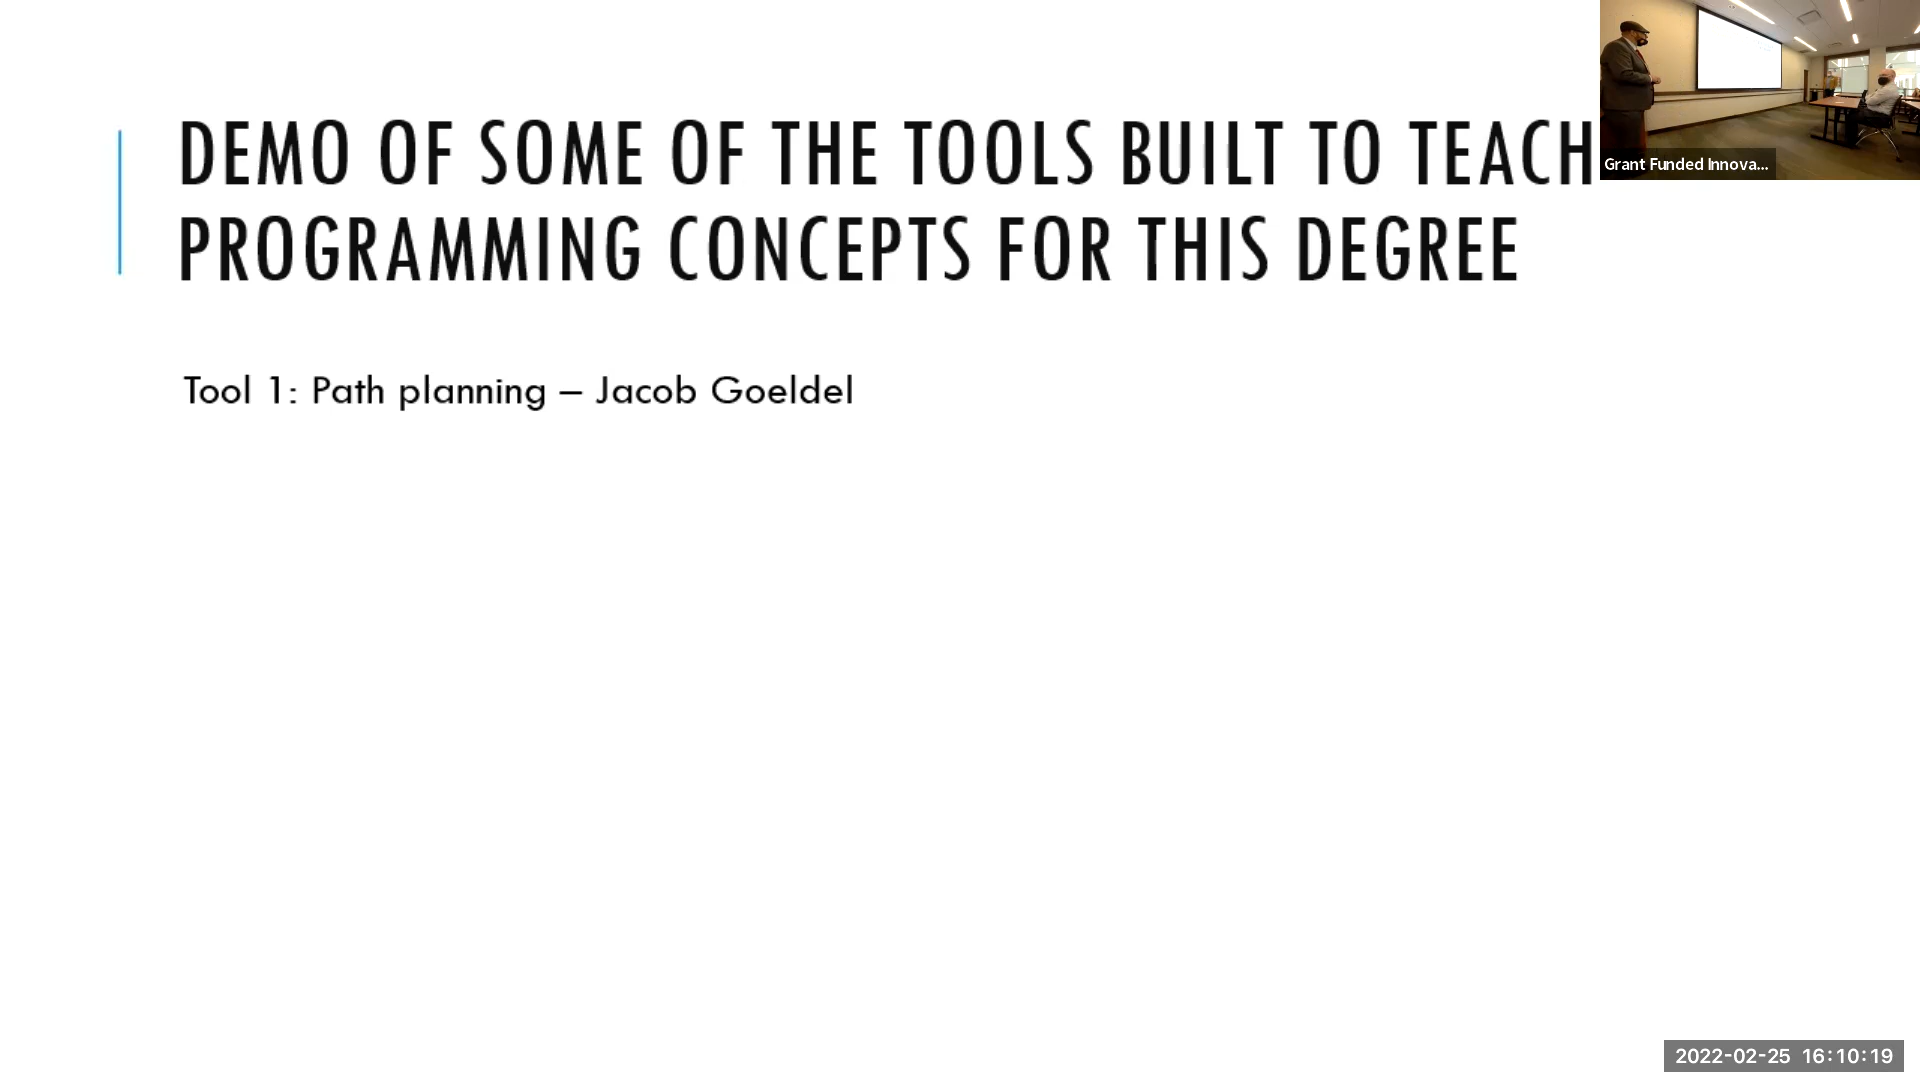 DEMO OF SOME OF THE TOOLS BUILT TO TEACH
PROGRAMMING CONCEPTS FOR THIS DEGREE
Tool 1: Path planning – Jacob Goeldel
Grant Funded Innova...
2022-02-25 16:10:19